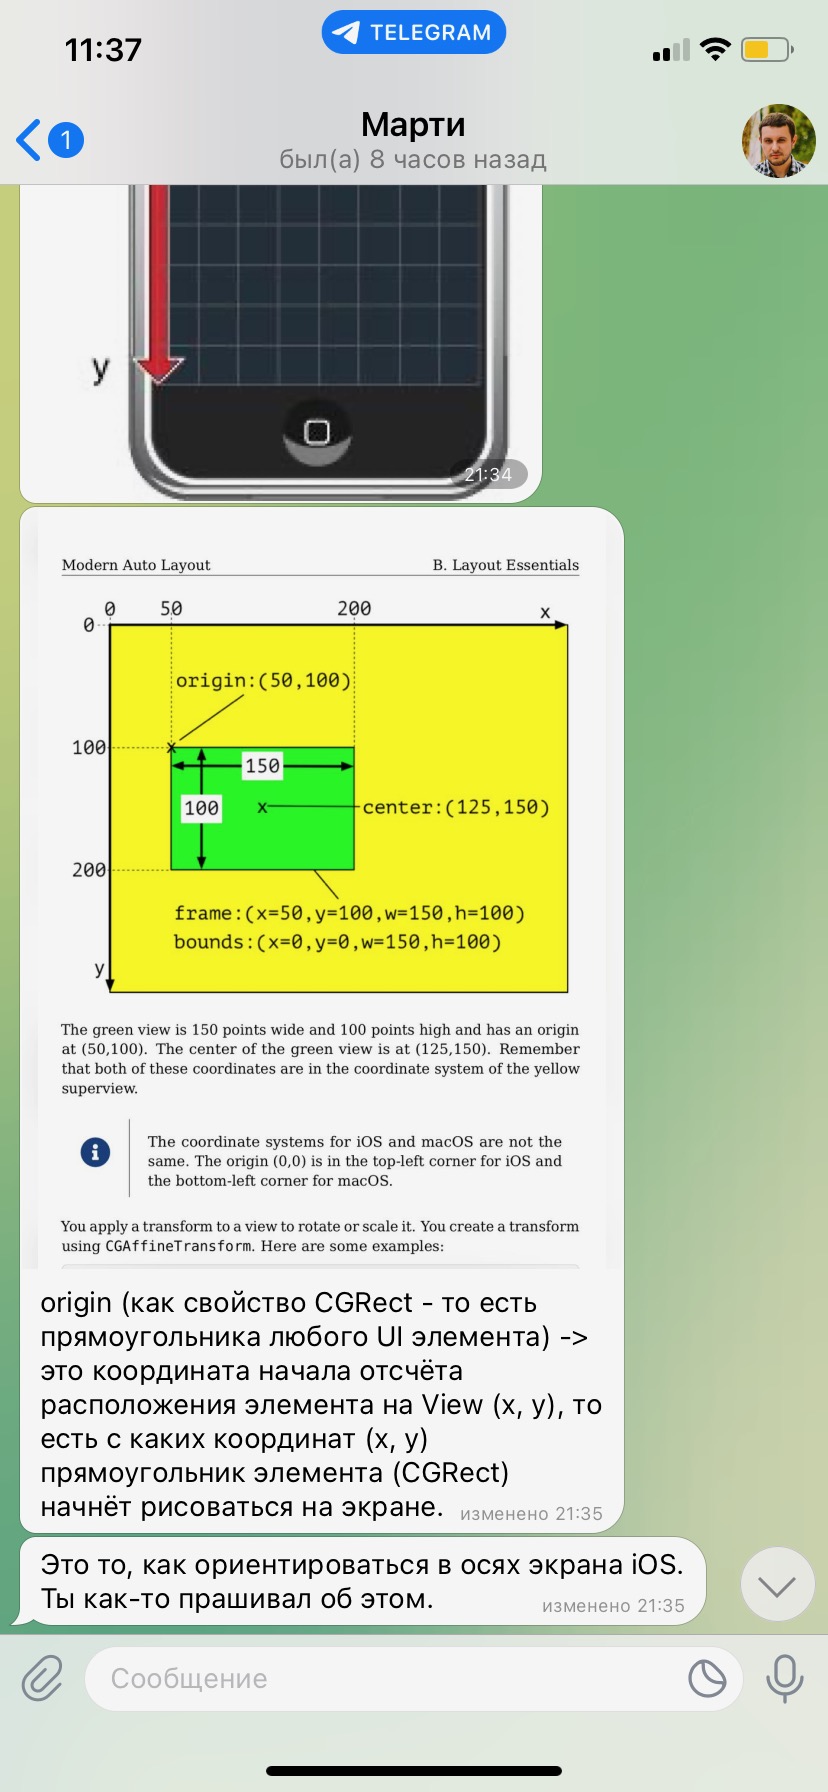 11:37
TELEGRAM
1
Марти
был(а) 8 часов назад
y
21:34
Modern Auto Layout B. Layout Essentials
0 50 200 x
0
origin:(50,100)
100
150
100
center:(125,150)
200
frame:(x=50,y=100,w=150,h=100)
bounds:(x=0,y=0,w=150,h=100)
y
The green view is 150 points wide and 100 points high and has an origin
at (50,100). The center of the green view is at (125,150). Remember
that both of these coordinates are in the coordinate system of the yellow
superview.
The coordinate systems for iOS and macOS are not the
same. The origin (0,0) is in the top-left corner for iOS and
the bottom-left corner for macOS.
You apply a transform to a view to rotate or scale it. You create a transform
using CGAffineTransform. Here are some examples:
origin (как свойство CGRect - то есть
прямоугольника любого UI элемента) ->
это координата начала отсчёта
расположения элемента на View (x, y), то
есть с каких координат (x, y)
прямоугольник элемента (CGRect)
начнёт рисоваться на экране. изменено 21:35
Это то, как ориентироваться в осях экрана iOS.
Ты как-то прашивал об этом. изменено 21:35
Сообщение